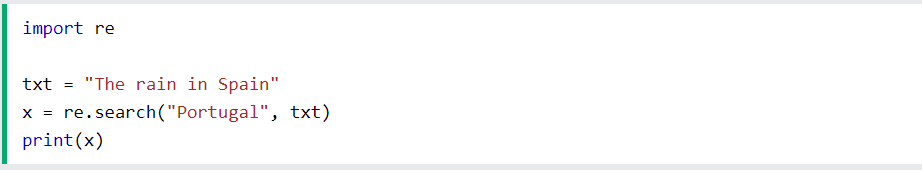 import re
txt = "The rain in Spain"
x = re.search("Portugal", txt)
print(x)